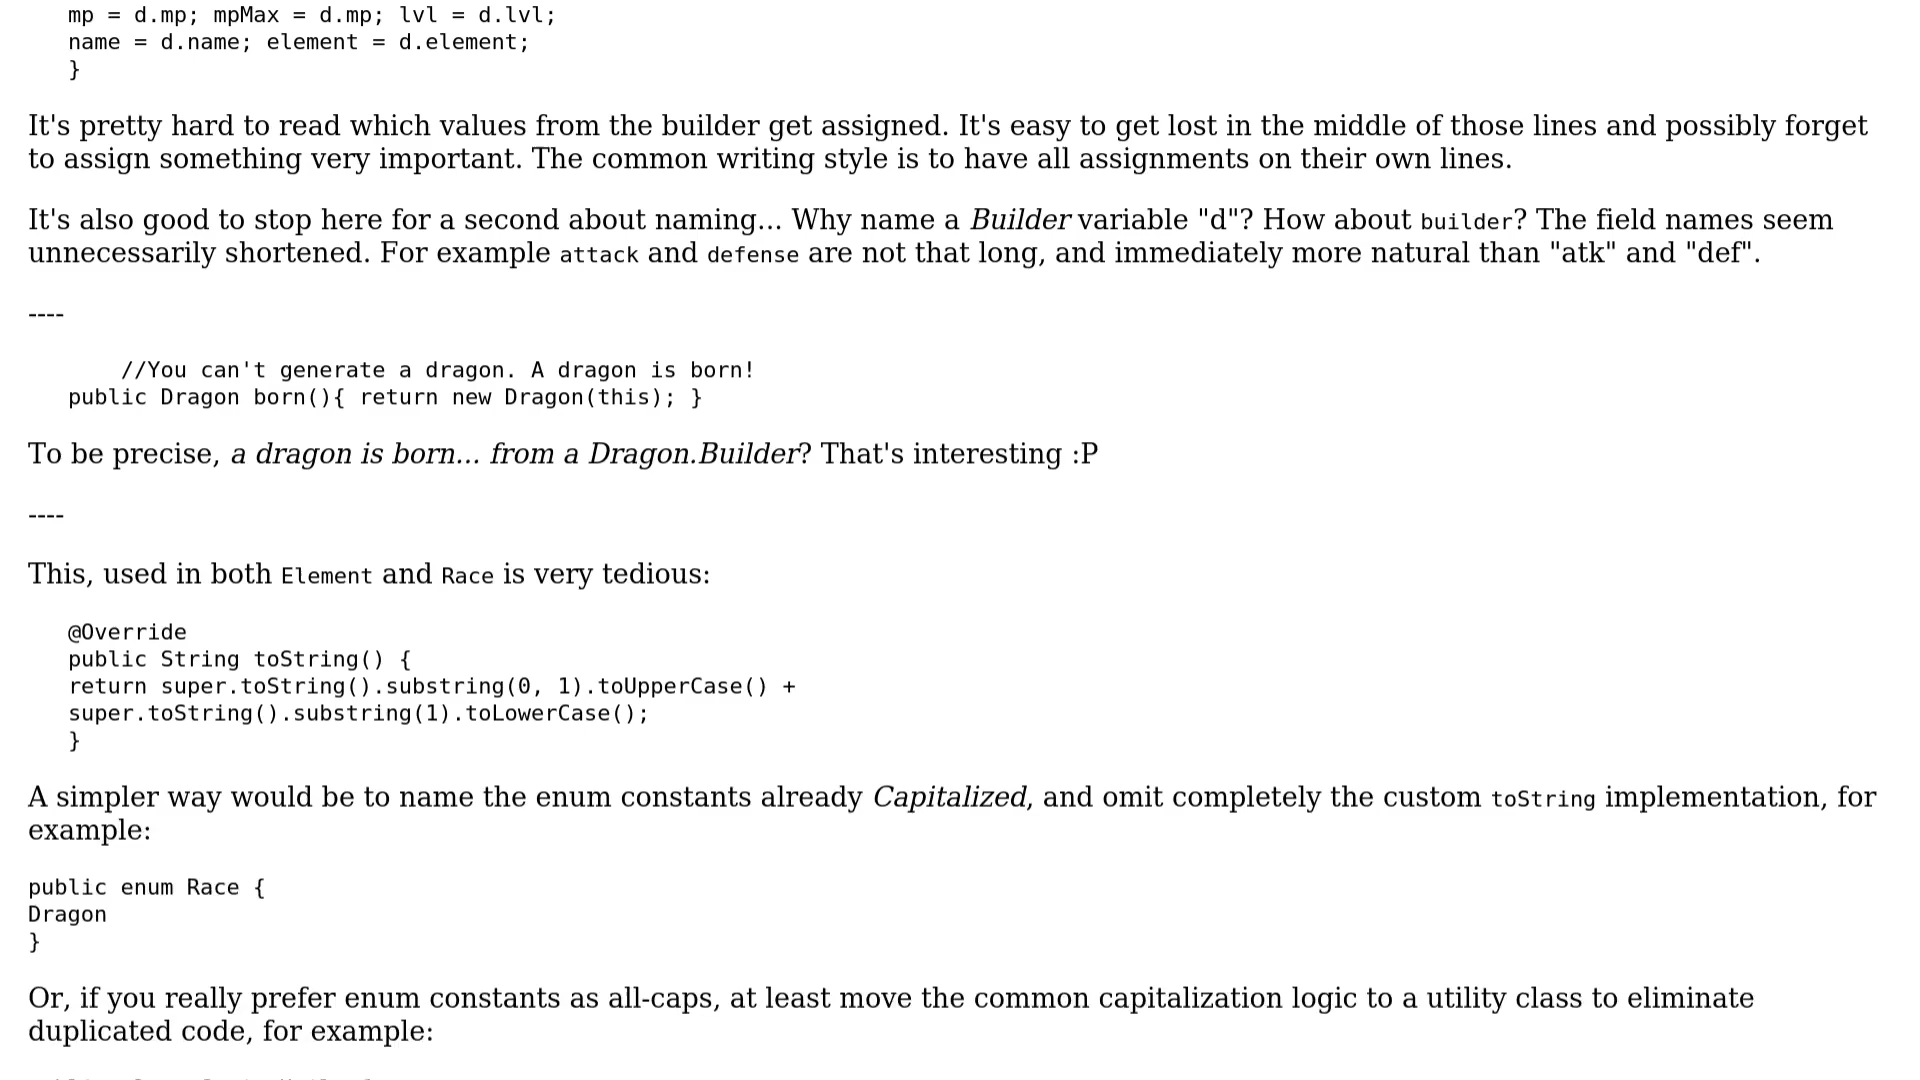 mp = d.mp; mpMax = d.mp; lvl = d.lvl;
name = d.name; element = d.element;
}
It's pretty hard to read which values from the builder get assigned. It's easy to get lost in the middle of those lines and possibly forget
to assign something very important. The common writing style is to have all assignments on their own lines.
It's also good to stop here for a second about naming... Why name a Builder variable "d"? How about builder? The field names seem
unnecessarily shortened. For example attack and defense are not that long, and immediately more natural than "atk" and "def".
----
//You can't generate a dragon. A dragon is born!
public Dragon born(){ return new Dragon(this); }
To be precise, a dragon is born... from a Dragon.Builder? That's interesting :P
----
This, used in both Element and Race is very tedious:
@Override
public String toString() {
return super.toString().substring(0, 1).toUpperCase() +
super.toString().substring(1).toLowerCase();
}
A simpler way would be to name the enum constants already Capitalized, and omit completely the custom toString implementation, for
example:
public enum Race {
Dragon
}
Or, if you really prefer enum constants as all-caps, at least move the common capitalization logic to a utility class to eliminate
duplicated code, for example: